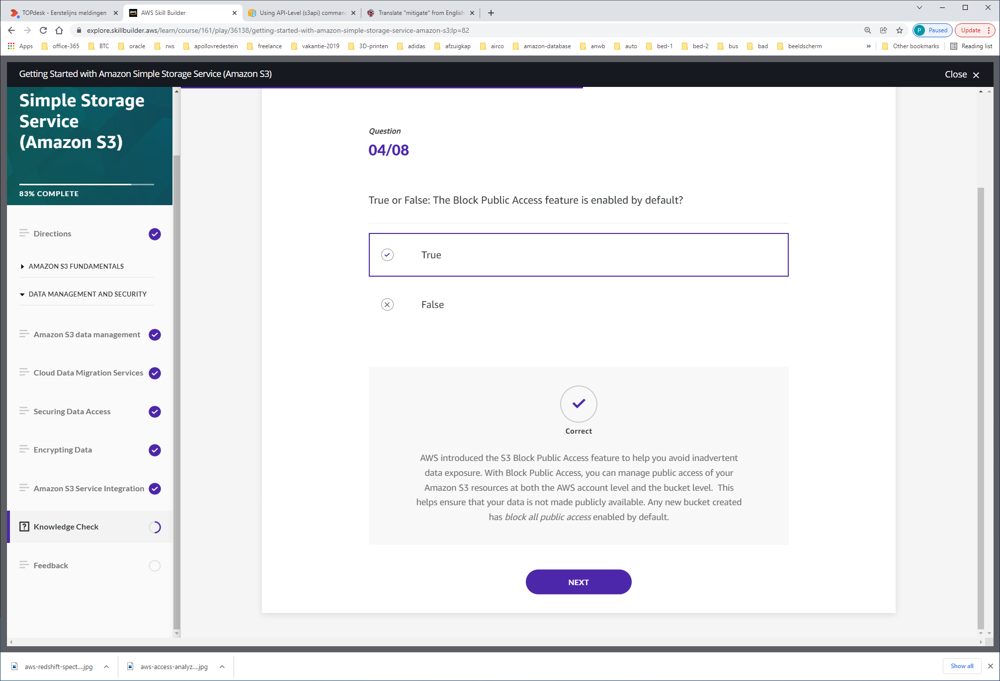 TOPdesk - Eerstelijns meldingen
AWS Skill Builder
Using API-Level (s3api) comman
Translate "mitigate" from English
explore.skillbuilder.aws/learn/course/161/play/36138/getting-started-with-amazon-simple-storage-service-amazon-s3;lp=82
P Paused
Update
Apps office-365 BTC oracle rws apollovredestein freelance vakantie-2019 3D-printen adidas afzuigkap airco amazon-database anwb auto bed-1 bed-2 bus bad beeldscherm » Other bookmarks Reading list
Getting Started with Amazon Simple Storage Service (Amazon S3)
Close
Simple Storage
Service
(Amazon S3)
83% COMPLETE
Directions
AMAZON S3 FUNDAMENTALS
DATA MANAGEMENT AND SECURITY
Amazon S3 data management
Cloud Data Migration Services
Securing Data Access
Encrypting Data
Amazon S3 Service Integration
Knowledge Check
Feedback
Question
04/08
True or False: The Block Public Access feature is enabled by default?
True
False
Correct
AWS introduced the S3 Block Public Access feature to help you avoid inadvertent
data exposure. With Block Public Access, you can manage public access of your
Amazon S3 resources at both the AWS account level and the bucket level.  This
helps ensure that your data is not made publicly available. Any new bucket created
has block all public access enabled by default.
NEXT
aws-redshift-spect....jpg
aws-access-analyz....jpg
Show all